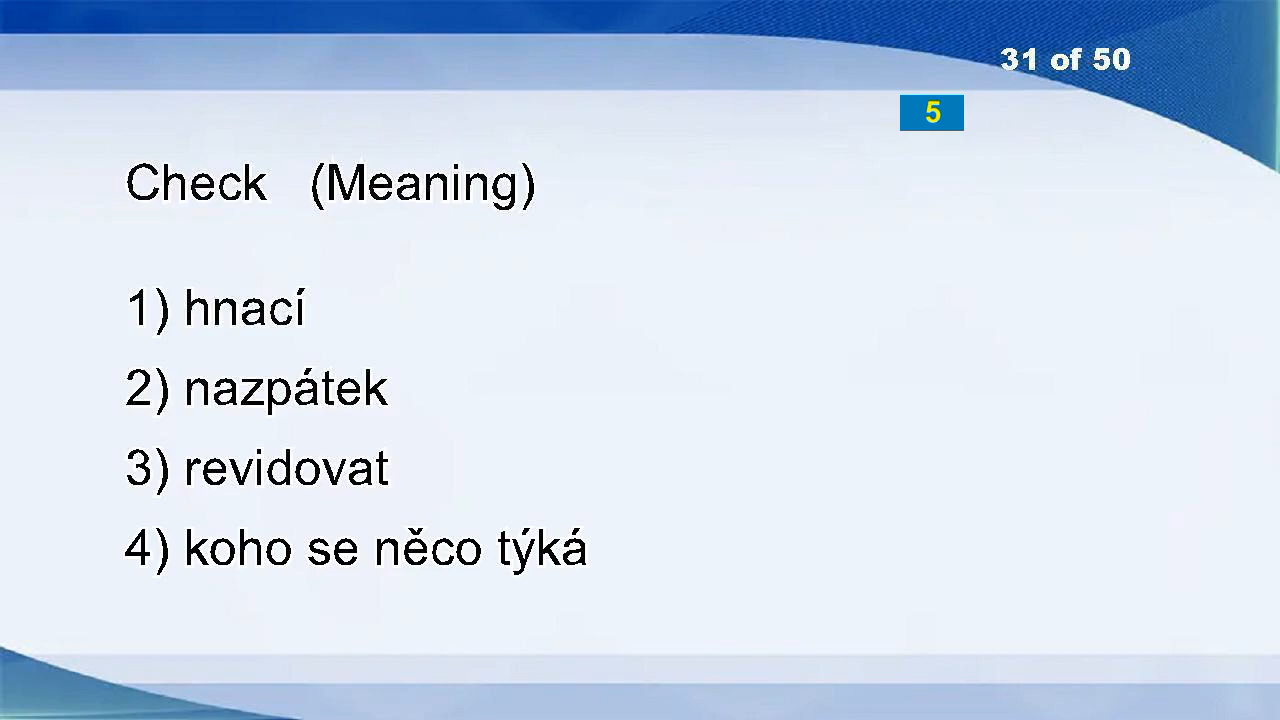 31 of 50
5
Check (Meaning)
1) hnací
2) nazpátek
3) revidovat
4) koho se něco týká